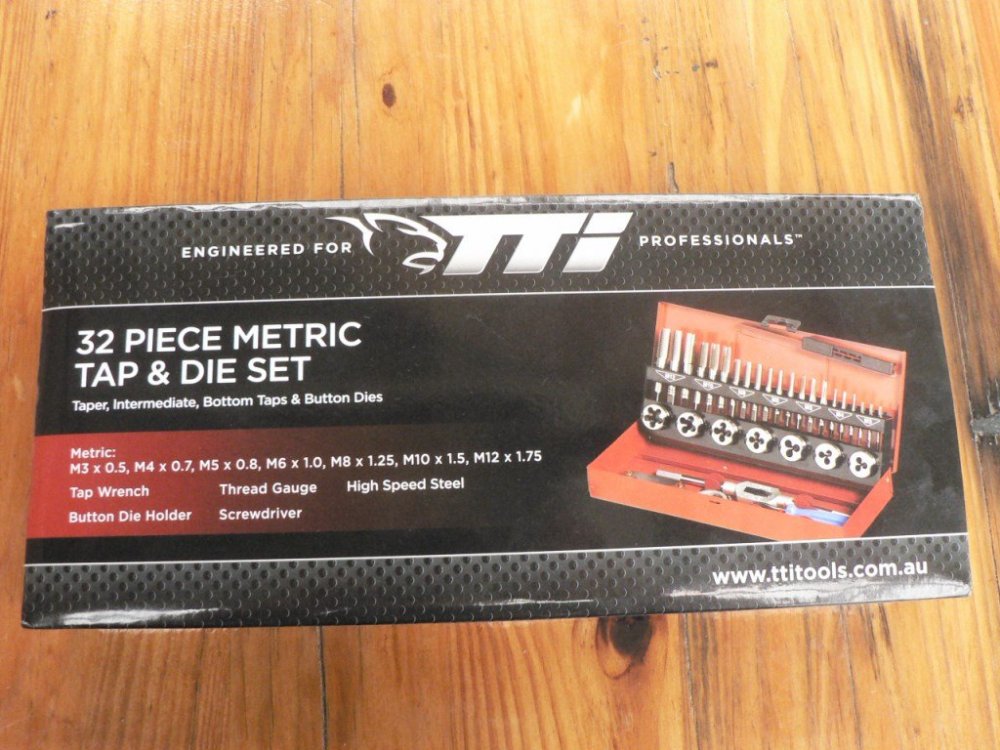 ENGINEERED FOR TTi PROFESSIONALS™
32 PIECE METRIC
TAP & DIE SET
Taper, Intermediate, Bottom Taps & Button Dies
Metric:
M3 x 0.5, M4 x 0.7, M5 x 0.8, M6 x 1.0, M8 x 1.25, M10 x 1.5, M12 x 1.75
Tap Wrench Thread Gauge High Speed Steel
Button Die Holder Screwdriver
www.ttitools.com.au